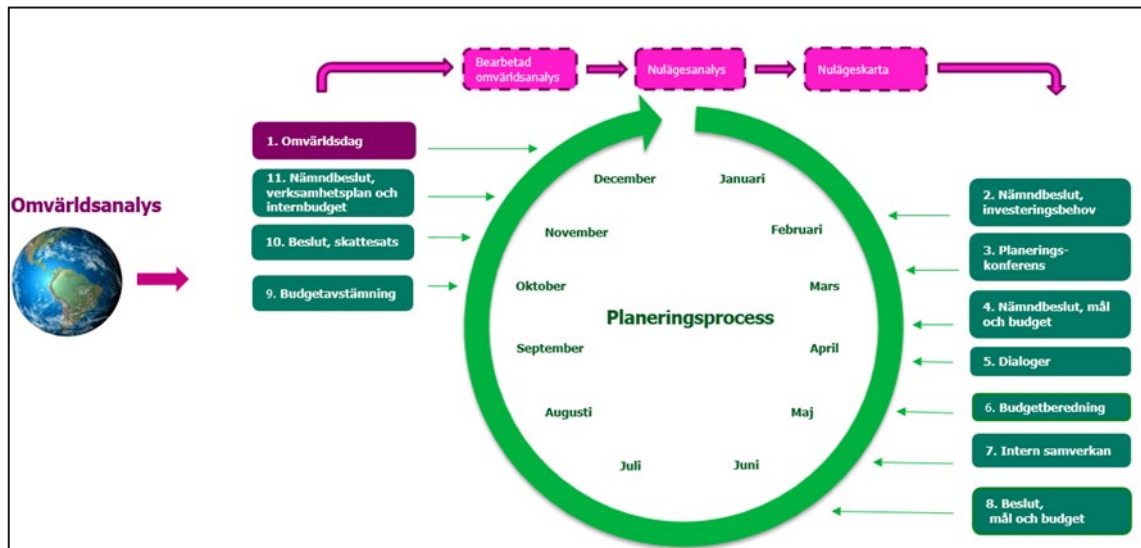 Bearbetad
omvärldsanalys
Nulägesanalys
Nulägeskarta
Omvärldsanalys
1. Omvärldsdag
11. Nämndbeslut,
verksamhetsplan och
internbudget
10. Beslut, skattesats
9. Budgetavstämning
December
Januari
November
Februari
Oktober
Mars
Planeringsprocess
September
April
Augusti
Maj
Juli
Juni
2. Nämndbeslut,
investeringsbehov
3. Planerings-
konferens
4. Nämndbeslut, mål
och budget
5. Dialoger
6. Budgetberedning
7. Intern samverkan
8. Beslut,
mål och budget